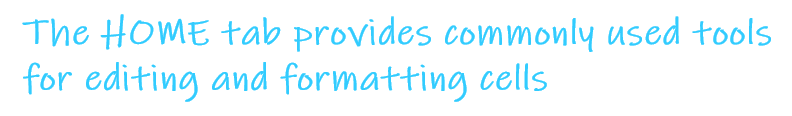 The HOME tab provides commonly used tools
for editing and formatting cells